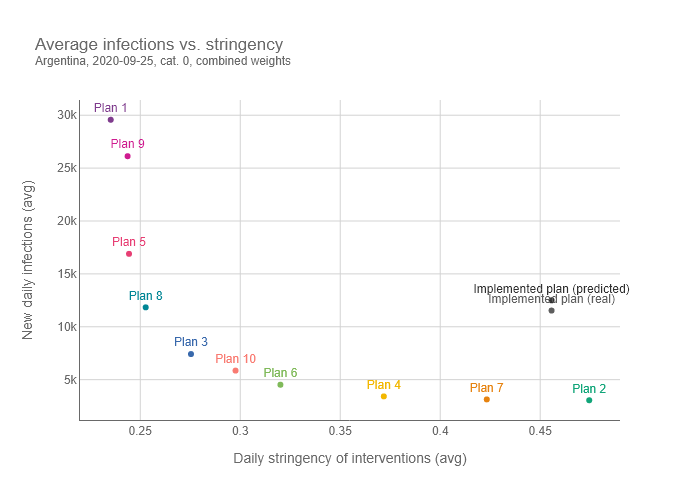 Average infections vs. stringency
Argentina, 2020-09-25, cat. 0, combined weights
30k
Plan 1
Plan 9
25k
20k
Plan 5
15k
Plan 8
Implemented plan (predicted)
Implemented plan (real)
10k
Plan 3
Plan 10
Plan 6
5k
Plan 4
Plan 7
Plan 2
New daily infections (avg)
0.25
0.3
0.35
0.4
0.45
Daily stringency of interventions (avg)